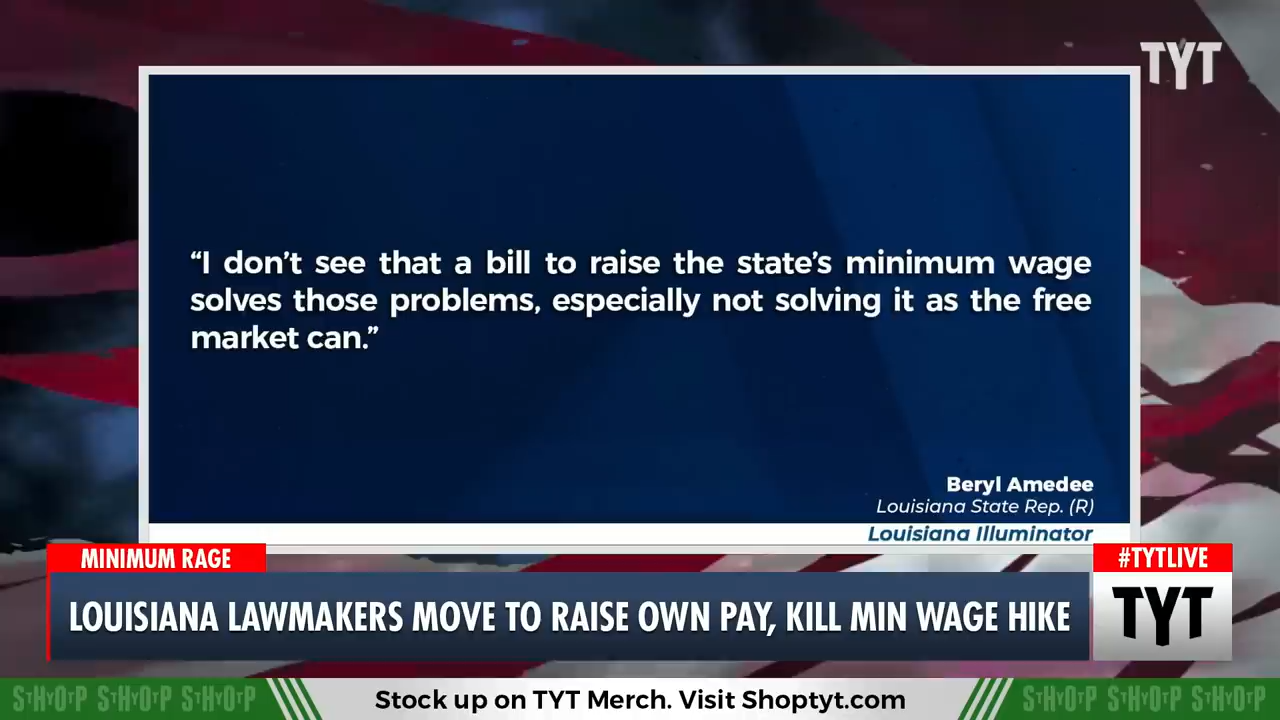 TYT
“I don’t see that a bill to raise the state’s minimum wage
solves those problems, especially not solving it as the free
market can.”
Beryl Amedee
Louisiana State Rep. (R)
Louisiana Illuminator
MINIMUM RAGE
#TYTLIVE
LOUISIANA LAWMAKERS MOVE TO RAISE OWN PAY, KILL MIN WAGE HIKE
TYT
Stock up on TYT Merch. Visit Shoptyt.com